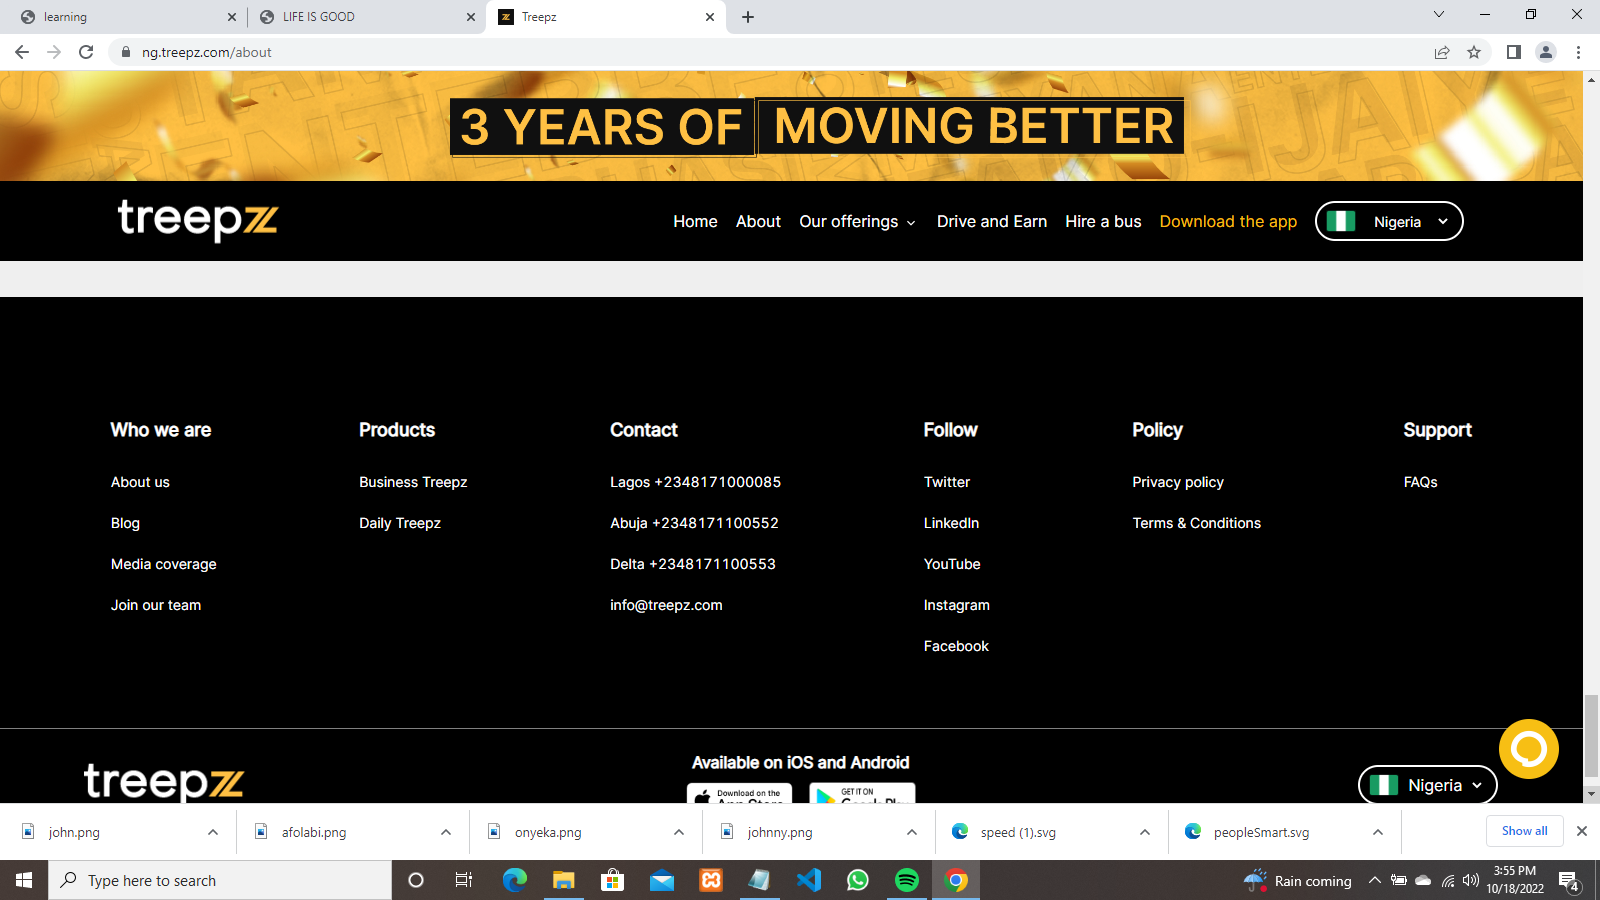 learning
LIFE IS GOOD
Treepz
ng.treepz.com/about
3 YEARS OF MOVING BETTER
treepz
Home About Our offerings Drive and Earn Hire a bus Download the app Nigeria
Who we are Products Contact Follow Policy Support
About us Business Treepz Lagos +2348171000085 Twitter Privacy policy FAQs
Blog Daily Treepz Abuja +2348171100552 LinkedIn Terms & Conditions
Media coverage Delta +2348171100553 YouTube
Join our team info@treepz.com Instagram
Facebook
treepz
Available on iOS and Android
Download on the
App Store
GET IT ON
Google Play
Nigeria
john.png afolabi.png onyeka.png johnny.png speed (1).svg peopleSmart.svg Show all
Type here to search
Rain coming
3:55 PM
10/18/2022
4